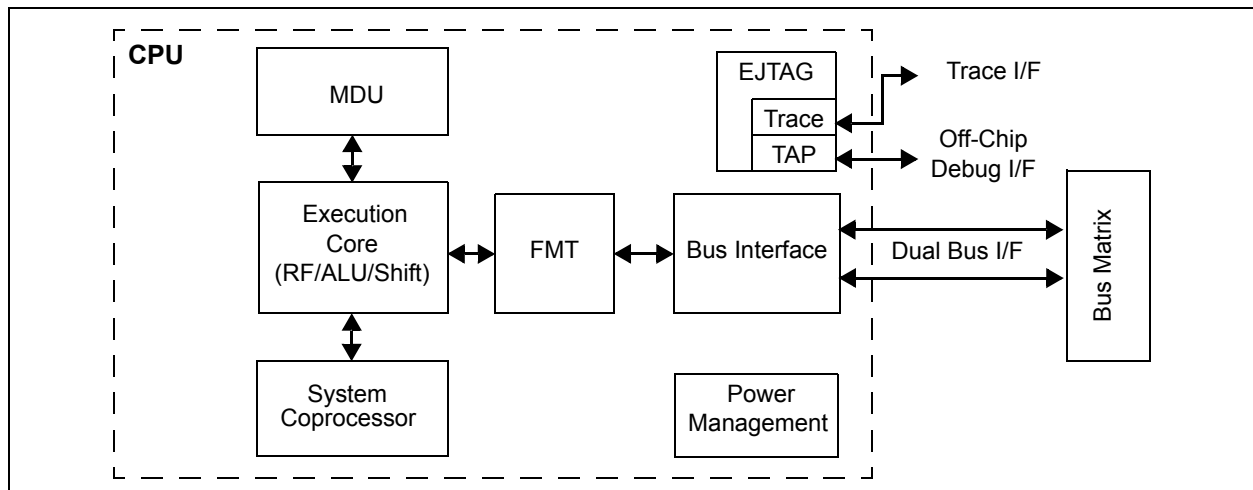 CPU
MDU
EJTAG
Trace
TAP
Trace I/F
Off-Chip
Debug I/F
Execution
Core
(RF/ALU/Shift)
FMT
Bus Interface
Dual Bus I/F
Bus Matrix
System
Coprocessor
Power
Management